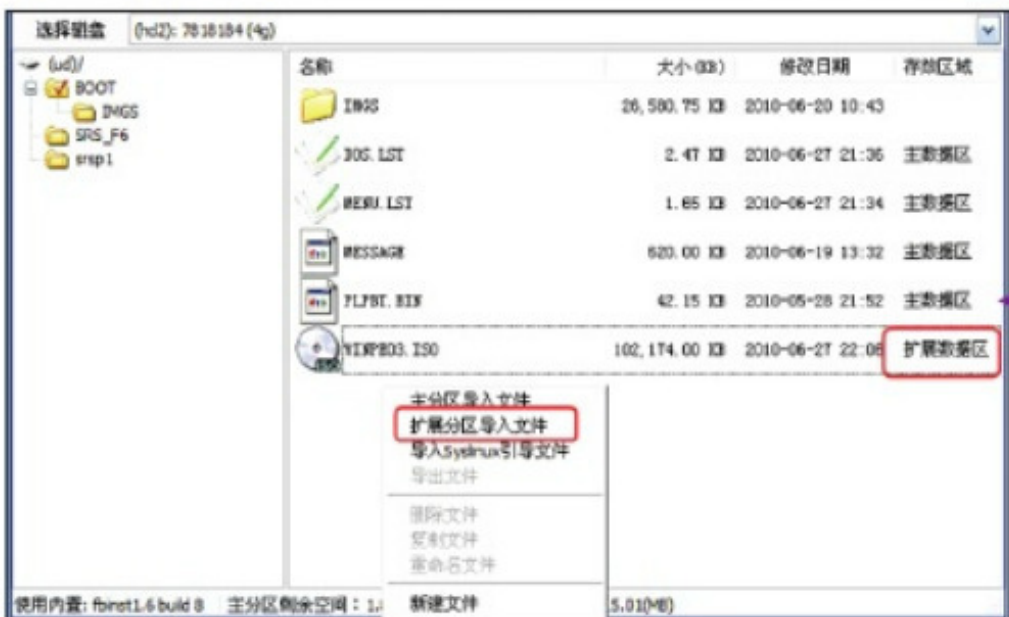 选择磁盘 (hd2): 7818184 (4g)
(ud)/
BOOT
IMGS
SRS_F6
srsp1
名称 大小(KB) 修改日期 存放区域
IMGS 26,580.75 KB 2010-06-20 10:43
DOS.LST 2.47 KB 2010-06-27 21:36 主数据区
MENU.LST 1.65 KB 2010-06-27 21:34 主数据区
MESSAGE 620.00 KB 2010-06-19 13:32 主数据区
PLPBT.BIN 42.15 KB 2010-05-28 21:52 主数据区
WINPE03.ISO 102,174.00 KB 2010-06-27 22:06 扩展数据区
主分区导入文件
扩展分区导入文件
导入Syslinux引导文件
导出文件
删除文件
复制文件
重命名文件
新建文件
使用内置: fbinst1.6 build 8 主分区剩余空间: 1. 5.01(MB)